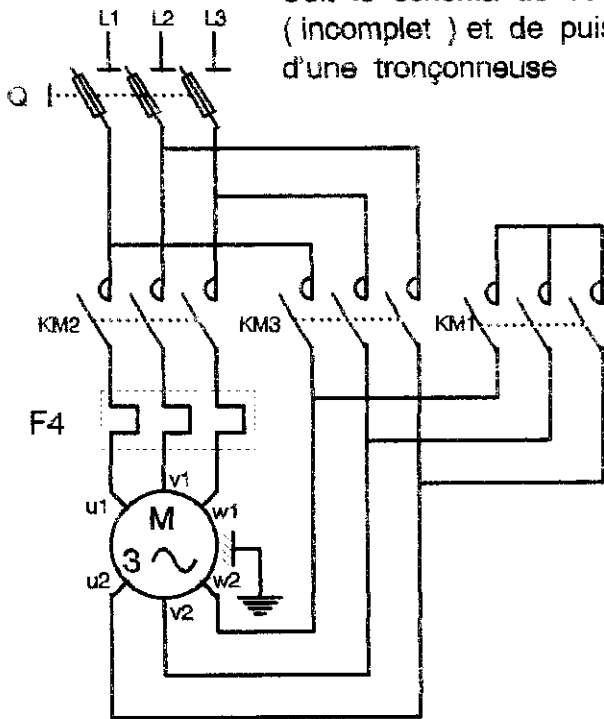 ( incomplet ) et de
d'une tronçonneuse
L1 L2 L3
Q
KM2 KM3 KM1
F4
v1
u1 w1
M
3
u2 w2
v2